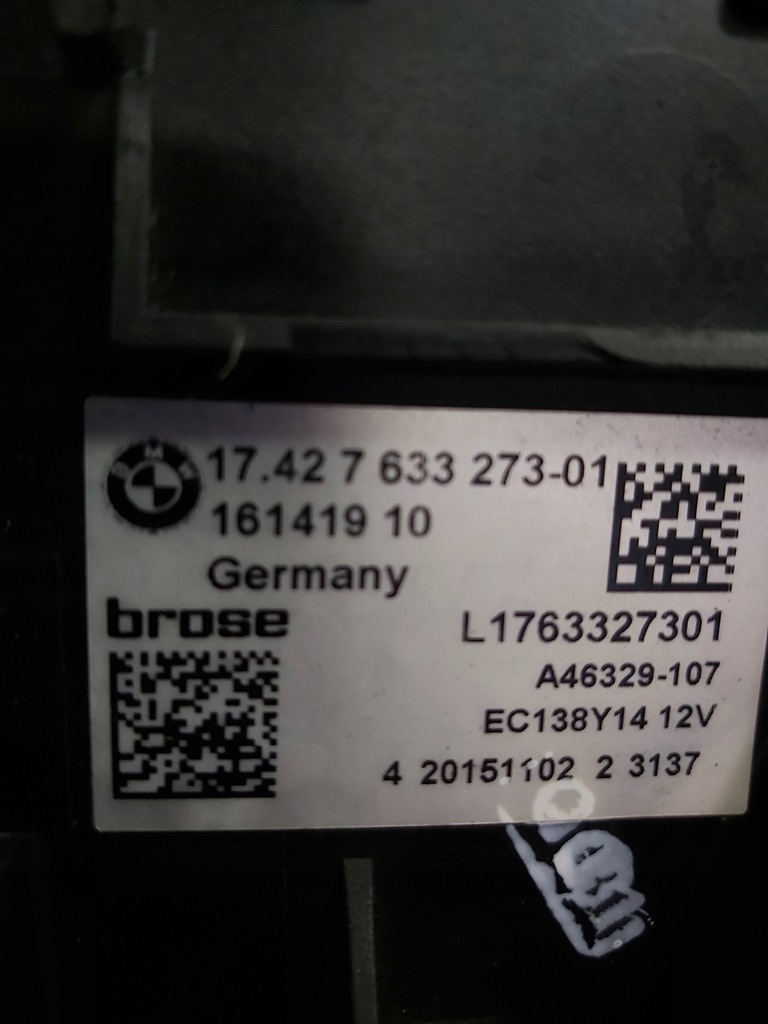 BMW
17.42 7 633 273-01
161419 10
Germany
brose
L1763327301
A46329-107
EC138Y14 12V
4 20151102 2 3137